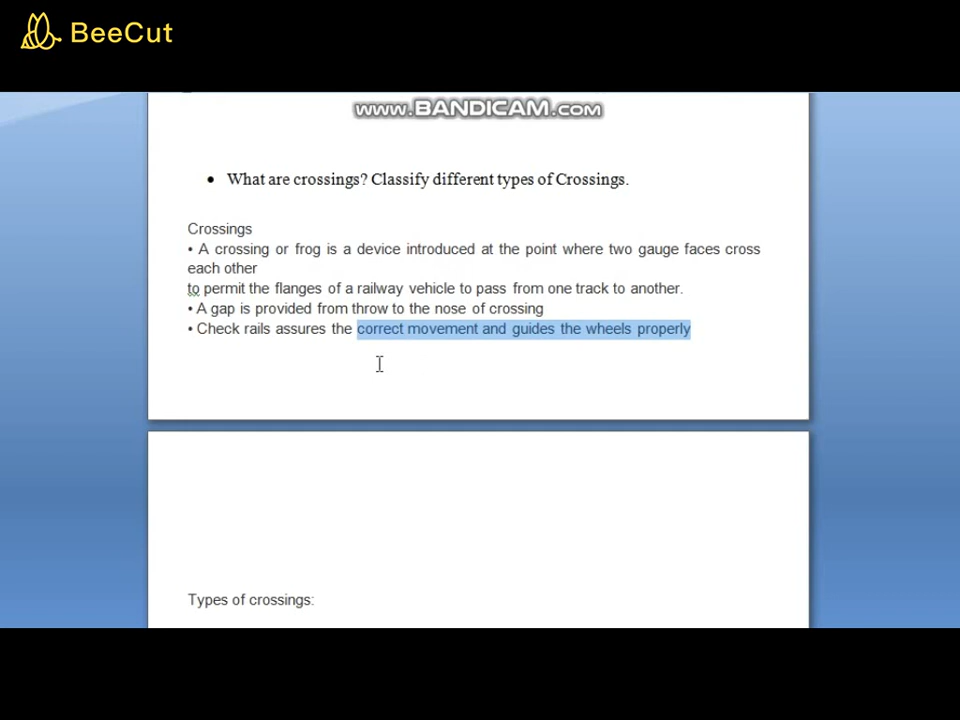 BeeCut
www.BANDICAM.com
• What are crossings? Classify different types of Crossings.
Crossings
• A crossing or frog is a device introduced at the point where two gauge faces cross
each other
to permit the flanges of a railway vehicle to pass from one track to another.
• A gap is provided from throw to the nose of crossing
• Check rails assures the correct movement and guides the wheels properly
Types of crossings: